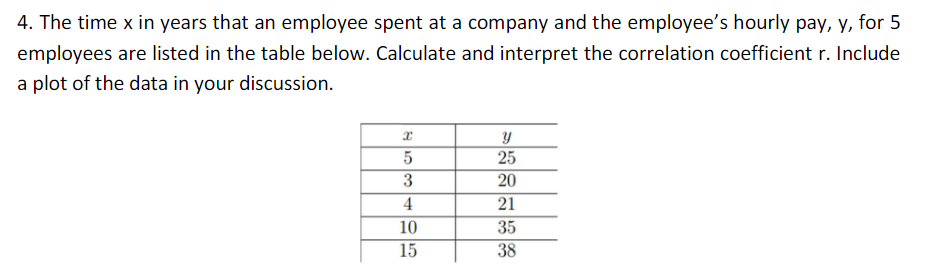 4. The time x in years that an employee spent at a company and the employee’s hourly pay, y, for 5
employees are listed in the table below. Calculate and interpret the correlation coefficient r. Include
a plot of the data in your discussion.
x y
5 25
3 20
4 21
10 35
15 38